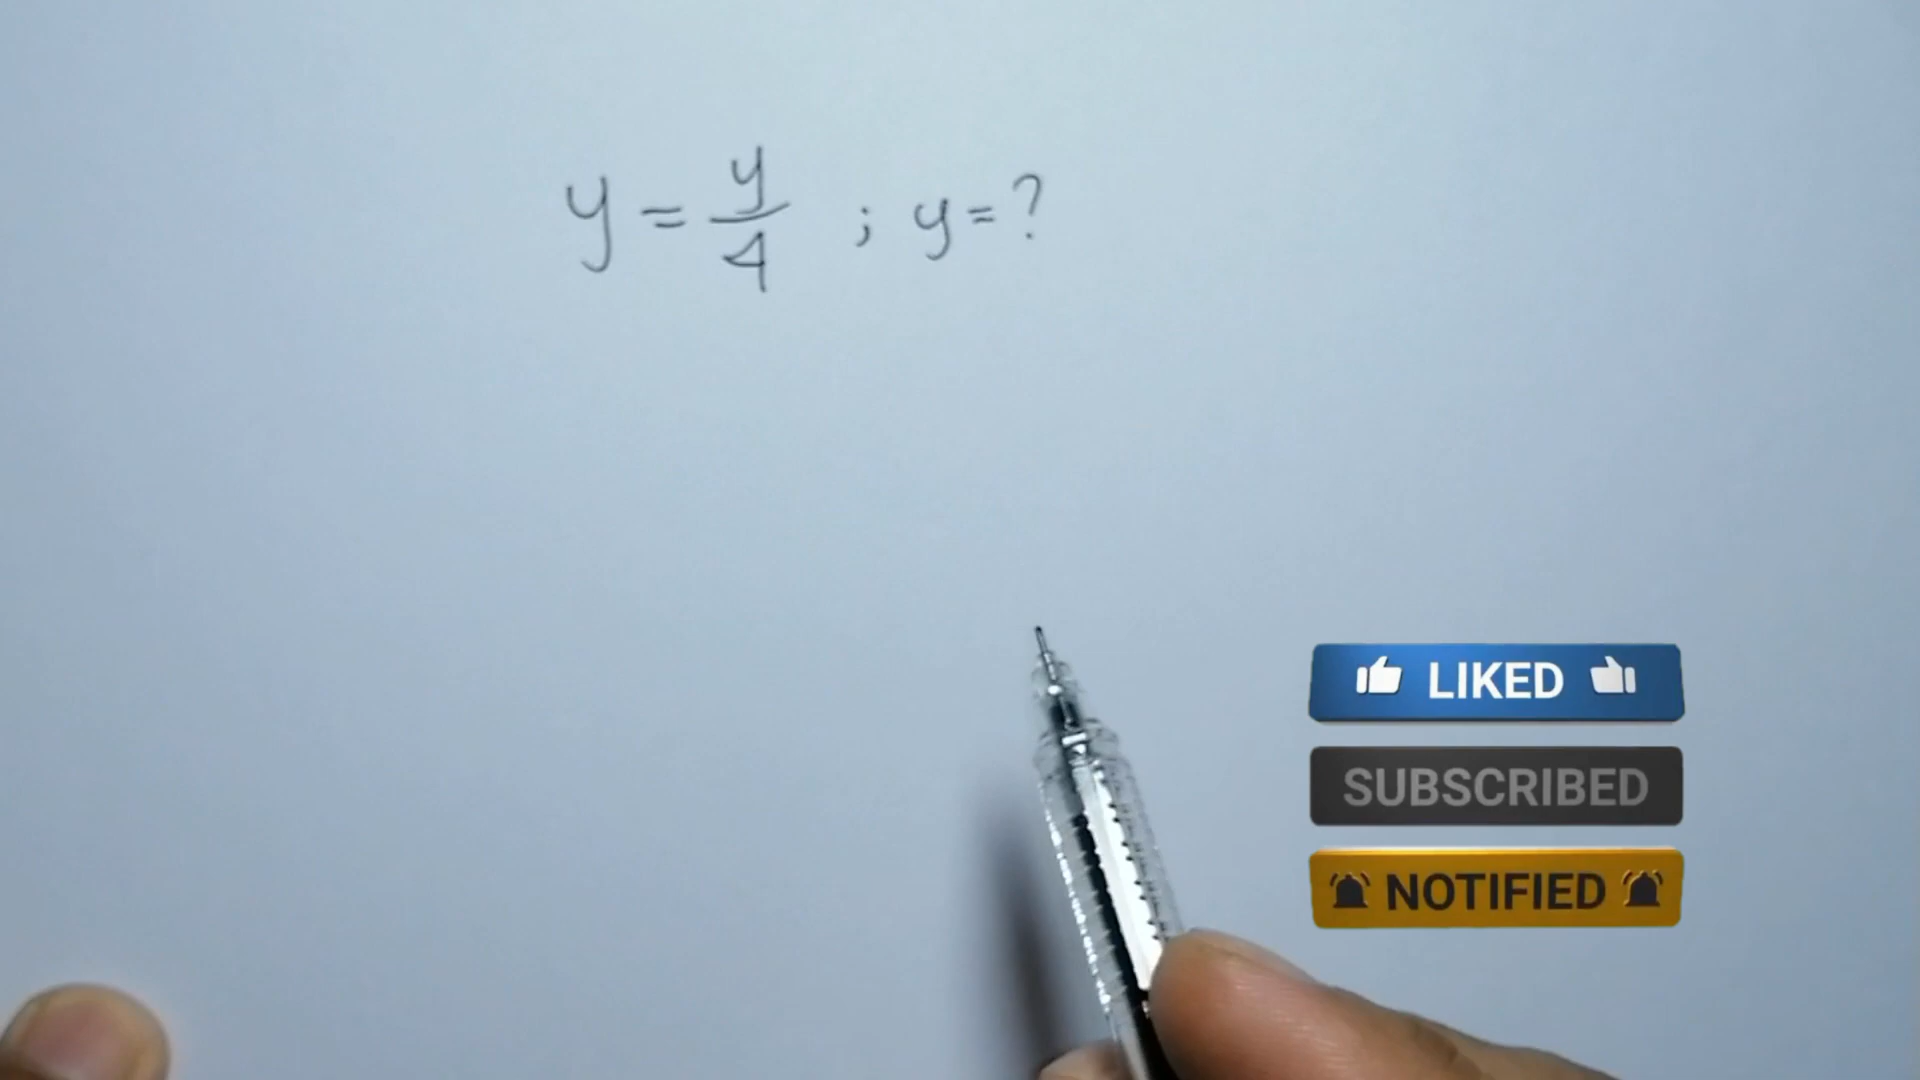 y = y/4 ; y = ?
LIKED
SUBSCRIBED
NOTIFIED